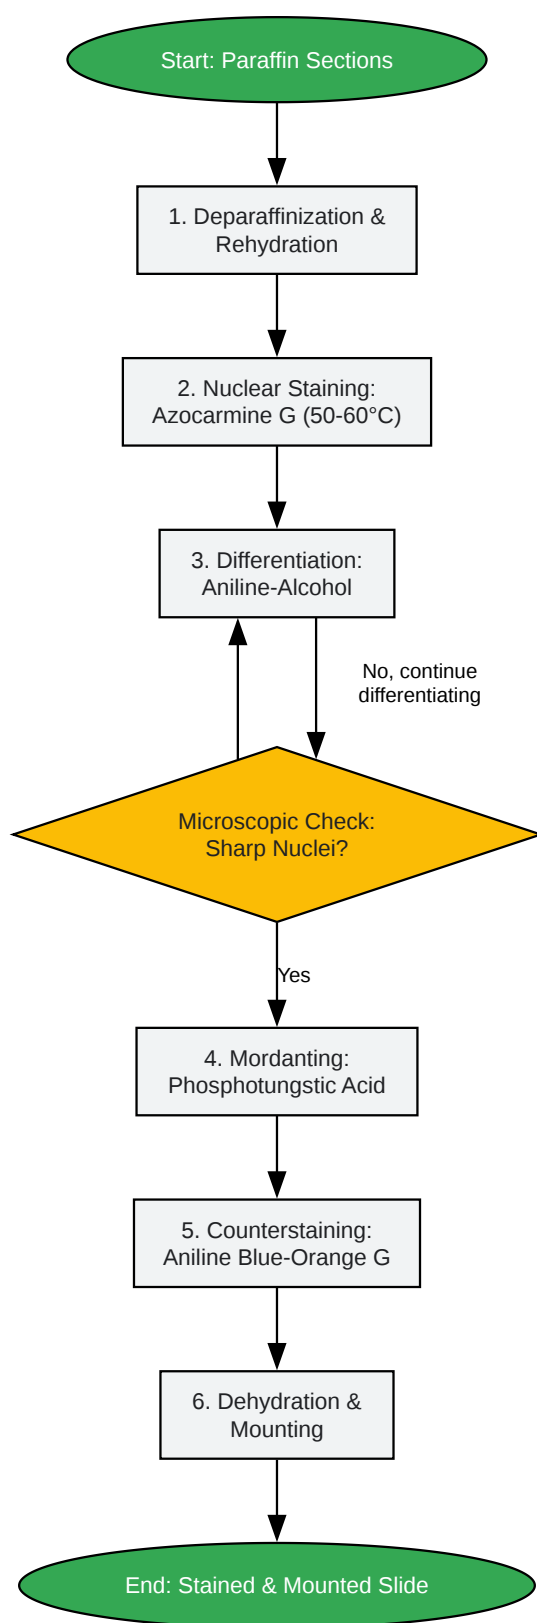 Start: Paraffin Sections
1. Deparaffinization &
Rehydration
2. Nuclear Staining:
Azocarmine G (50-60°C)
3. Differentiation:
Aniline-Alcohol
No, continue
differentiating
Microscopic Check:
Sharp Nuclei?
Yes
4. Mordanting:
Phosphotungstic Acid
5. Counterstaining:
Aniline Blue-Orange G
6. Dehydration &
Mounting
End: Stained & Mounted Slide